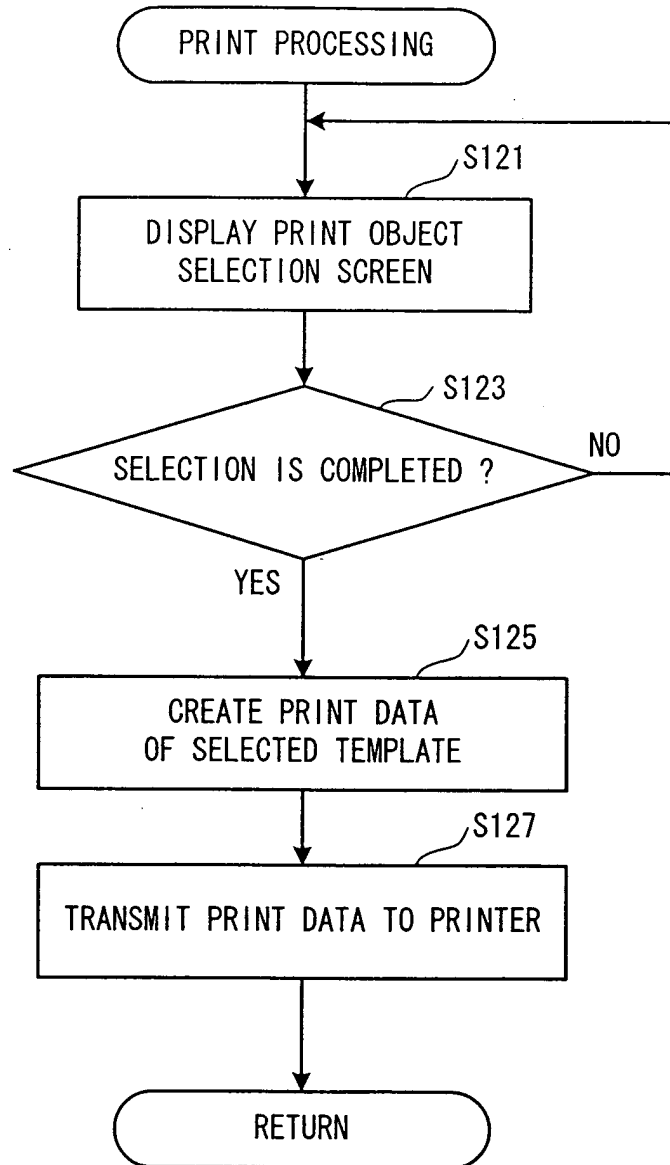 PRINT PROCESSING
S121
DISPLAY PRINT OBJECT
SELECTION SCREEN
S123
SELECTION IS COMPLETED ?
NO
YES
S125
CREATE PRINT DATA
OF SELECTED TEMPLATE
S127
TRANSMIT PRINT DATA TO PRINTER
RETURN